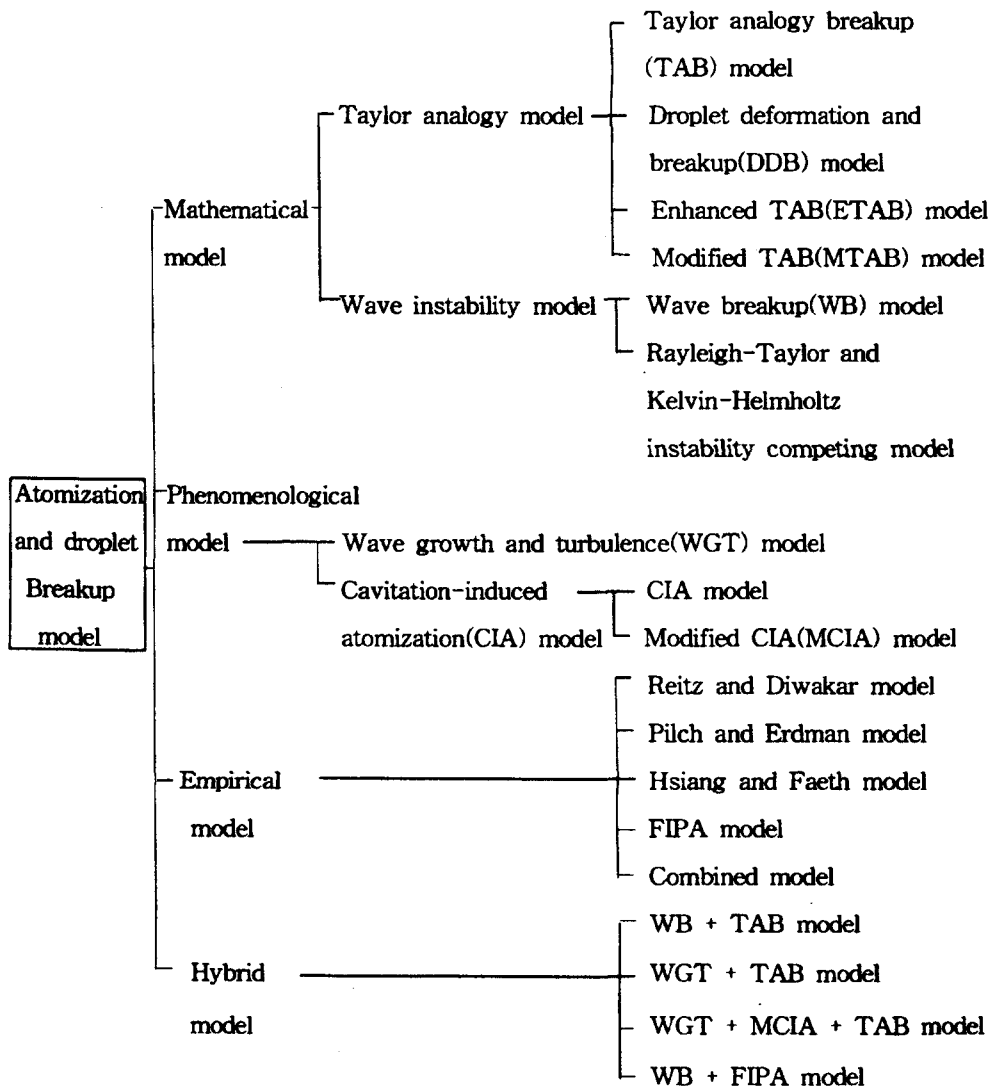 Taylor analogy breakup
(TAB) model
Taylor analogy model
Droplet deformation and
breakup(DDB) model
Mathematical
model
Enhanced TAB(ETAB) model
Modified TAB(MTAB) model
Wave instability model
Wave breakup(WB) model
Rayleigh-Taylor and
Kelvin-Helmholtz
instability competing model
Atomization
and droplet
Breakup
model
Phenomenological
model
Wave growth and turbulence(WGT) model
Cavitation-induced
atomization(CIA) model
CIA model
Modified CIA(MCIA) model
Empirical
model
Reitz and Diwakar model
Pilch and Erdman model
Hsiang and Faeth model
FIPA model
Combined model
Hybrid
model
WB + TAB model
WGT + TAB model
WGT + MCIA + TAB model
WB + FIPA model